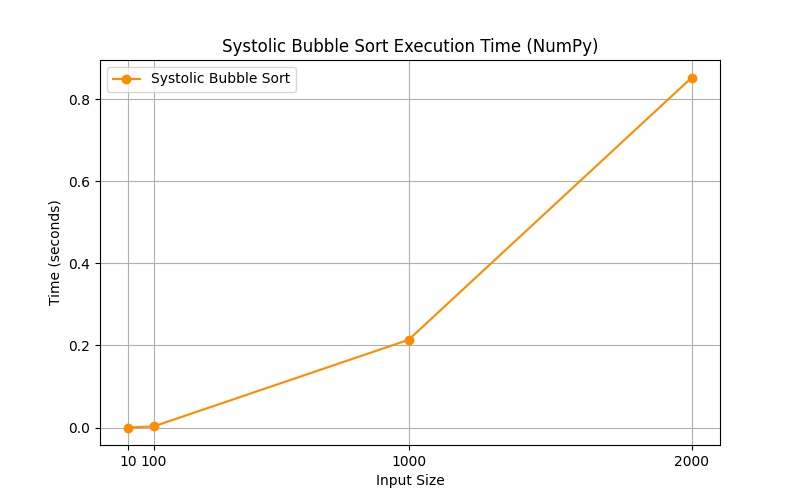 Systolic Bubble Sort Execution Time (NumPy)
Systolic Bubble Sort
0.8
0.6
0.4
0.2
0.0
Time (seconds)
10 100 1000 2000
Input Size